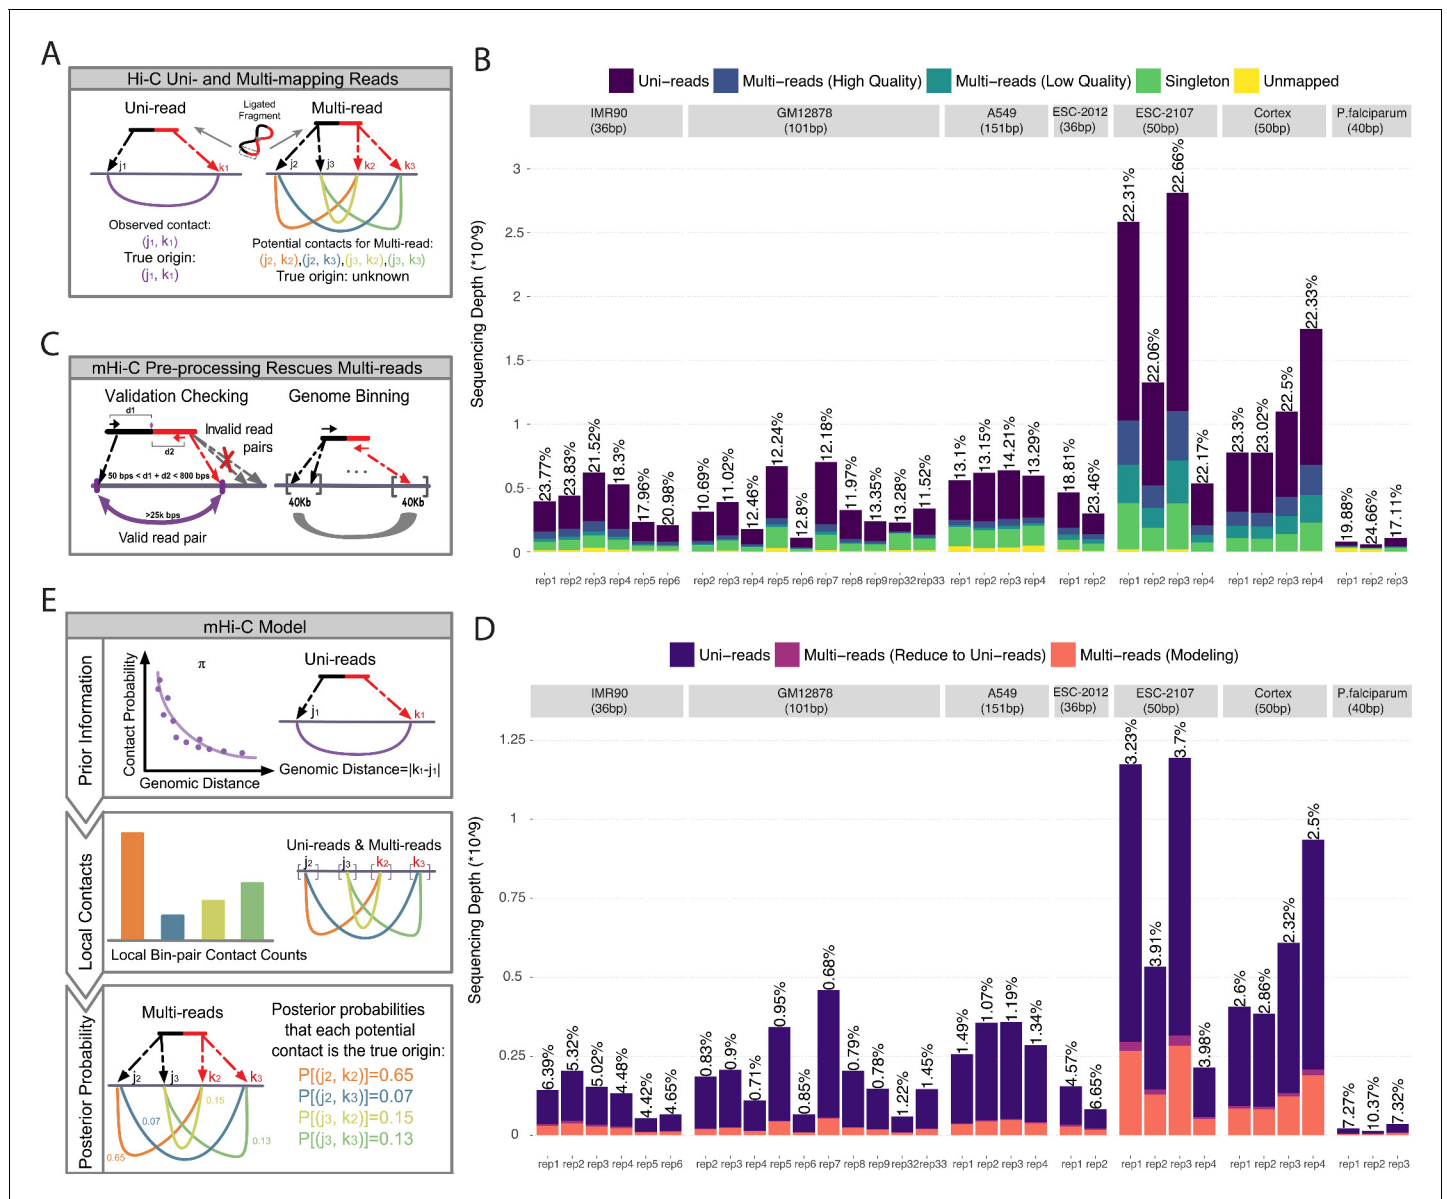 A
Hi-C Uni- and Multi-mapping Reads
Uni-read
Ligated
Fragment
Multi-read
j1
k1
j2
j3
k2
k3
Observed contact:
(j1, k1)
True origin:
(j1, k1)
Potential contacts for Multi-read:
(j2, k2),(j2, k3),(j3, k2),(j3, k3)
True origin: unknown
B
Uni−reads
Multi−reads (High Quality)
Multi−reads (Low Quality)
Singleton
Unmapped
IMR90
(36bp)
GM12878
(101bp)
A549
(151bp)
ESC-2012
(36bp)
ESC-2107
(50bp)
Cortex
(50bp)
P.falciparum
(40bp)
Sequencing Depth (*10^9)
3
2.5
2
1.5
1
0.5
0
23.77%
23.83%
21.52%
18.3%
17.96%
20.98%
10.69%
11.02%
12.46%
12.24%
12.8%
12.18%
11.97%
13.35%
13.28%
11.52%
13.1%
13.15%
14.21%
13.29%
18.81%
23.46%
22.31%
22.06%
22.66%
22.17%
23.3%
23.02%
22.5%
22.33%
19.88%
24.66%
17.11%
rep1 rep2 rep3 rep4 rep5 rep6
rep2 rep3 rep4 rep5 rep6 rep7 rep8 rep9 rep32 rep33
rep1 rep2 rep3 rep4
rep1 rep2
rep1 rep2 rep3 rep4
rep1 rep2 rep3 rep4
rep1 rep2 rep3
C
mHi-C Pre-processing Rescues Multi-reads
Validation Checking
d1
d2
Invalid read
pairs
50 bps < d1 + d2 < 800 bps
>25k bps
Valid read pair
Genome Binning
...
40Kb
40Kb
D
Uni−reads
Multi−reads (Reduce to Uni−reads)
Multi−reads (Modeling)
IMR90
(36bp)
GM12878
(101bp)
A549
(151bp)
ESC-2012
(36bp)
ESC-2107
(50bp)
Cortex
(50bp)
P.falciparum
(40bp)
Sequencing Depth (*10^9)
1.25
1
0.75
0.5
0.25
0
6.39%
5.32%
5.02%
4.48%
4.42%
4.65%
0.83%
0.9%
0.71%
0.95%
0.85%
0.68%
0.79%
0.78%
1.22%
1.45%
1.49%
1.07%
1.19%
1.34%
4.57%
6.65%
3.23%
3.91%
3.7%
3.98%
2.6%
2.86%
2.32%
2.5%
7.27%
10.37%
7.32%
rep1 rep2 rep3 rep4 rep5 rep6
rep2 rep3 rep4 rep5 rep6 rep7 rep8 rep9 rep32 rep33
rep1 rep2 rep3 rep4
rep1 rep2
rep1 rep2 rep3 rep4
rep1 rep2 rep3 rep4
rep1 rep2 rep3
E
mHi-C Model
Prior Information
Contact Probability
π
Genomic Distance
Uni-reads
j1
k1
Genomic Distance=|k1-j1|
Local Contacts
Local Bin-pair Contact Counts
Uni-reads & Multi-reads
j2
j3
k2
k3
Posterior Probability
Multi-reads
j2
j3
k2
k3
0.15
0.07
0.13
0.65
Posterior probabilities
that each potential
contact is the true origin:
P[(j2, k2)]=0.65
P[(j2, k3)]=0.07
P[(j3, k2)]=0.15
P[(j3, k3)]=0.13